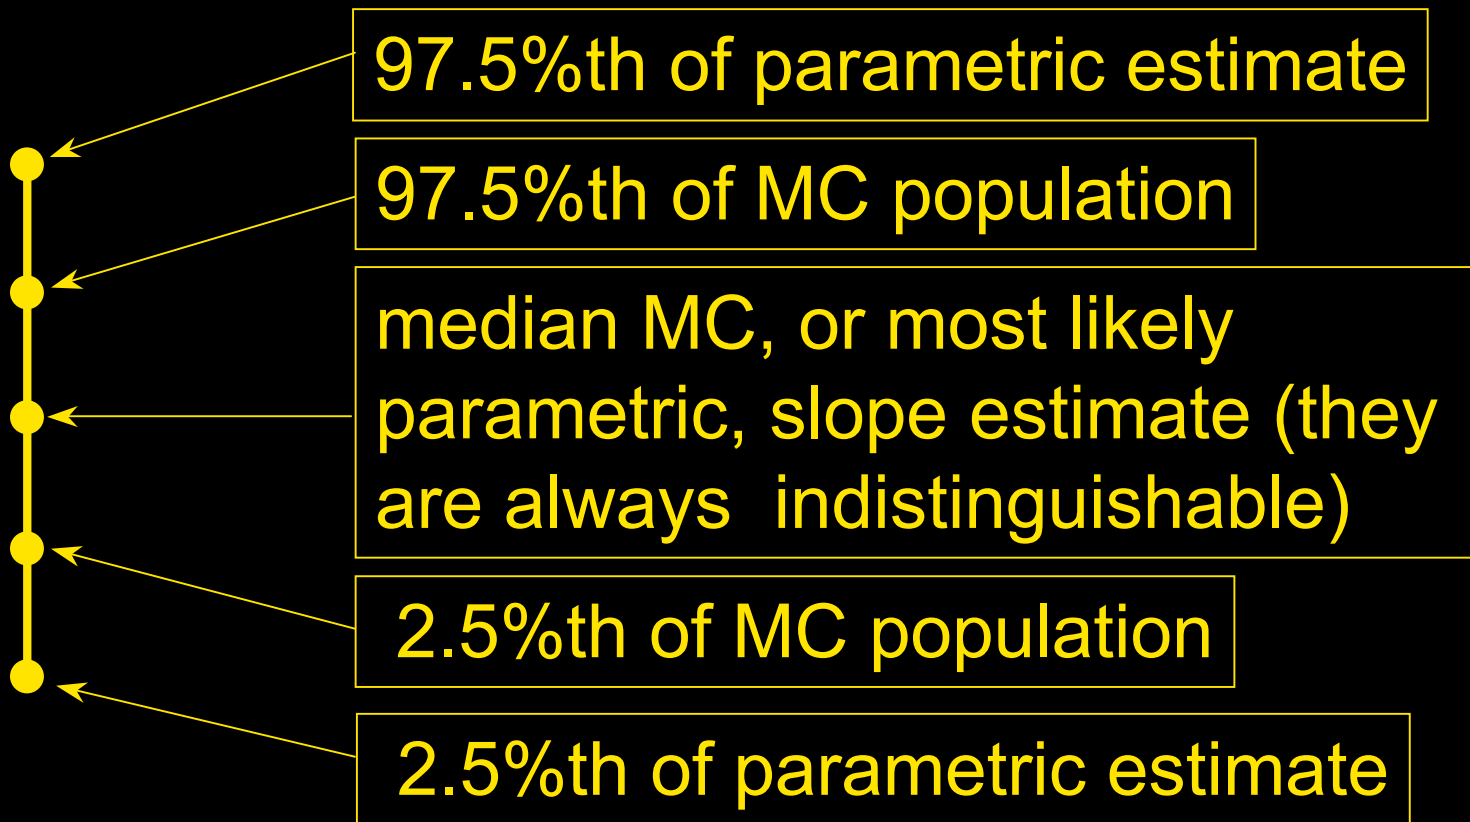 97.5%th of parametric estimate
97.5%th of MC population
median MC, or most likely
parametric, slope estimate (they
are always  indistinguishable)
2.5%th of MC population
2.5%th of parametric estimate